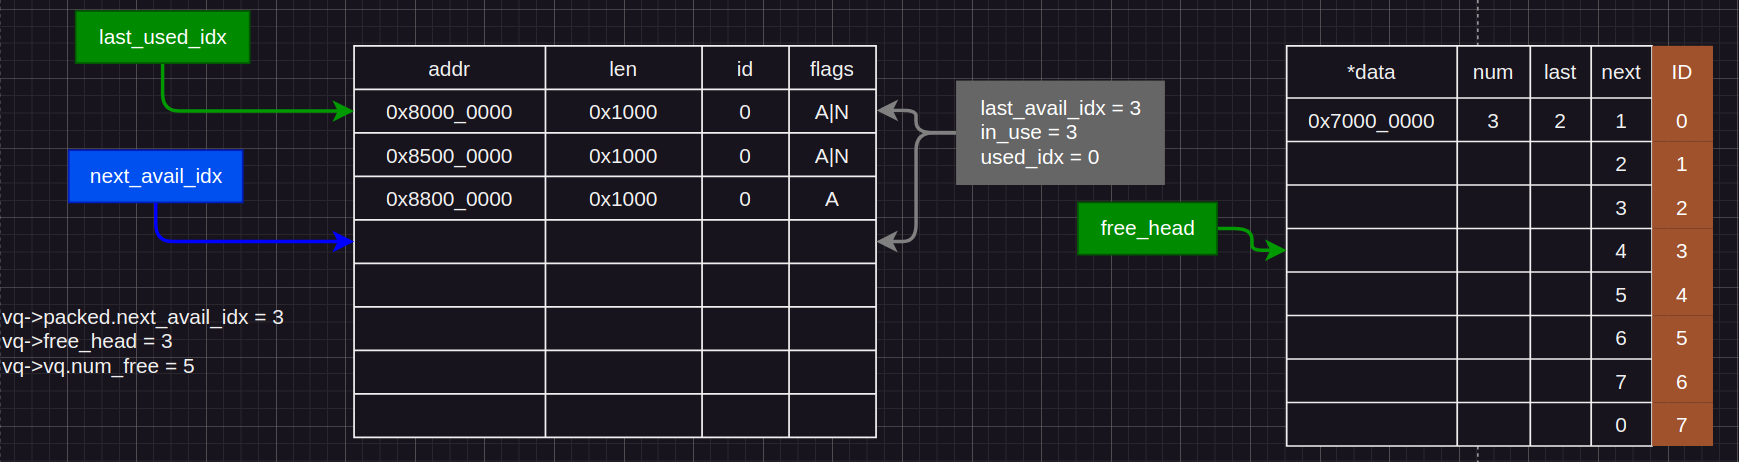 last_used_idx
next_avail_idx
vq->packed.next_avail_idx = 3
vq->free_head = 3
vq->vq.num_free = 5
addr len id flags
0x8000_0000 0x1000 0 A|N
0x8500_0000 0x1000 0 A|N
0x8800_0000 0x1000 0 A
last_avail_idx = 3
in_use = 3
used_idx = 0
free_head
*data num last next ID
0x7000_0000 3 2 1 0
2 1
3 2
4 3
5 4
6 5
7 6
0 7